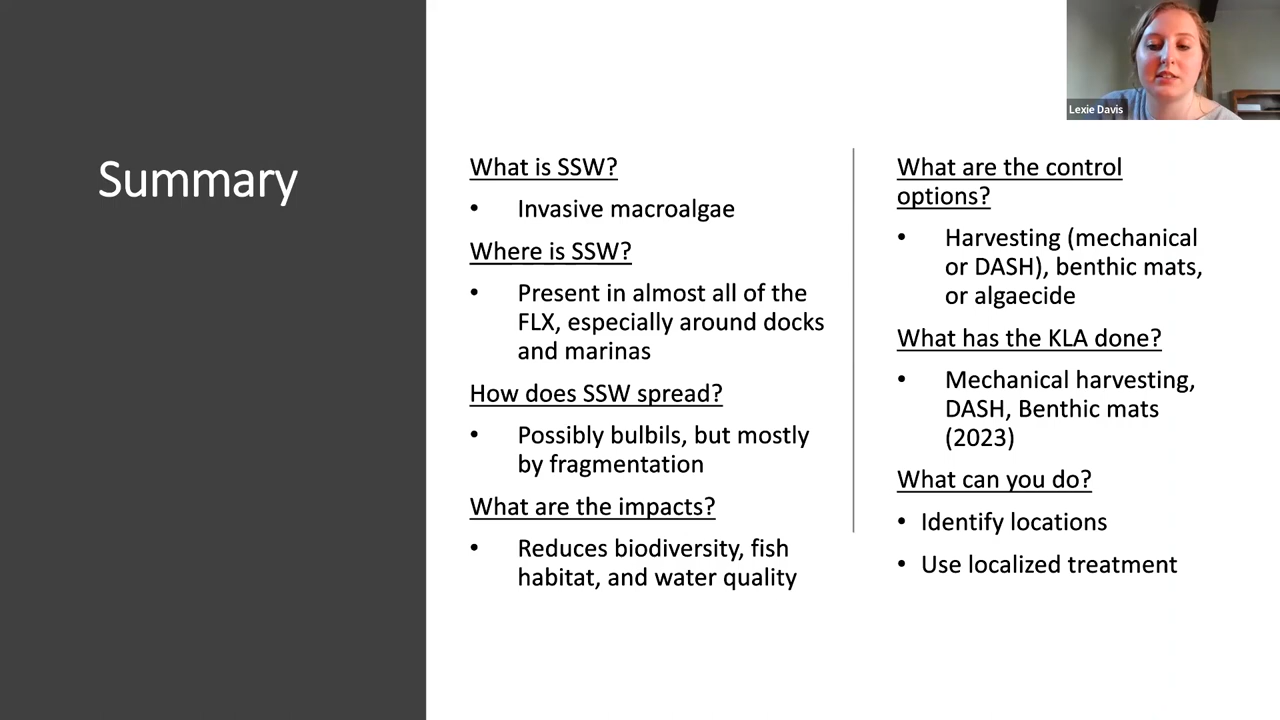 Summary
What is SSW?
• Invasive macroalgae
Where is SSW?
• Present in almost all of the
FLX, especially around docks
and marinas
How does SSW spread?
• Possibly bulbils, but mostly
by fragmentation
What are the impacts?
• Reduces biodiversity, fish
habitat, and water quality
What are the control
options?
• Harvesting (mechanical
or DASH), benthic mats,
or algaecide
What has the KLA done?
• Mechanical harvesting,
DASH, Benthic mats
(2023)
What can you do?
• Identify locations
• Use localized treatment
Lexie Davis